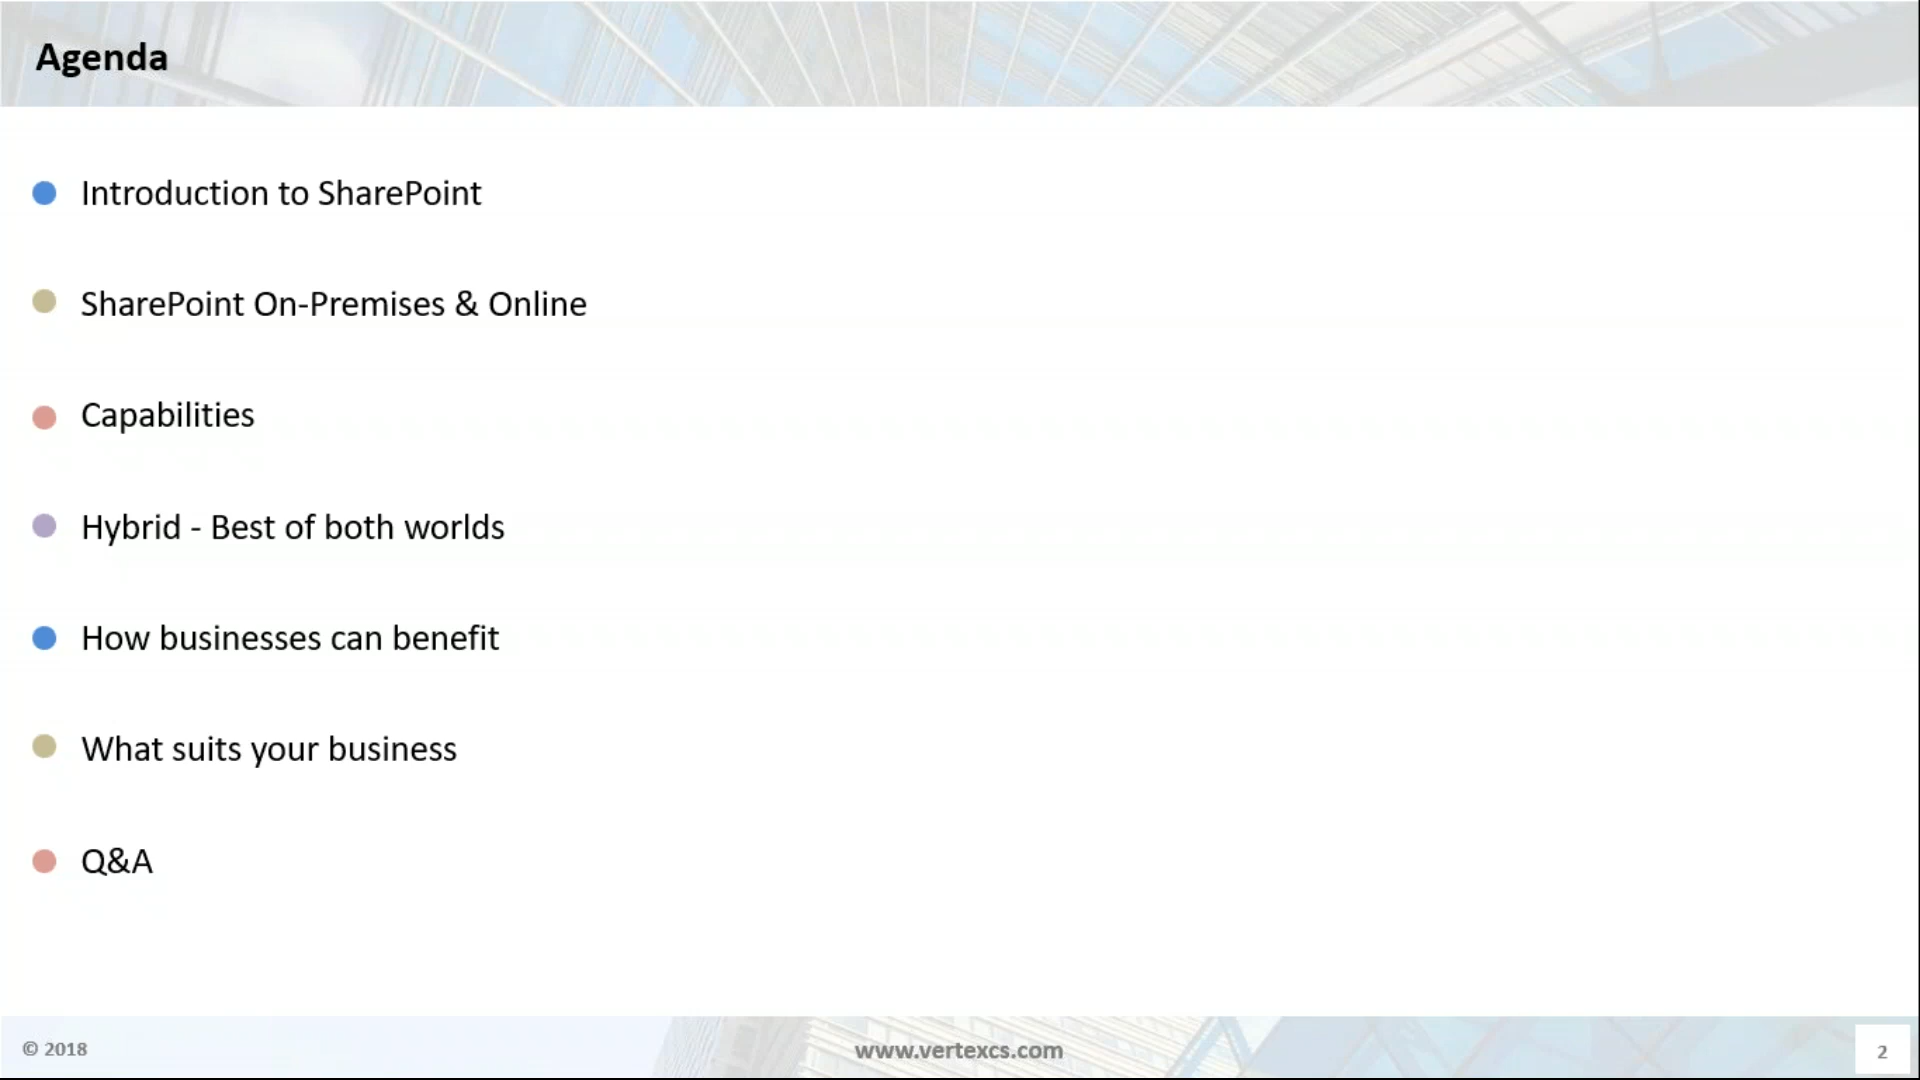 Agenda
Introduction to SharePoint
SharePoint On-Premises & Online
Capabilities
Hybrid - Best of both worlds
How businesses can benefit
What suits your business
Q&A
© 2018
www.vertexcs.com
2